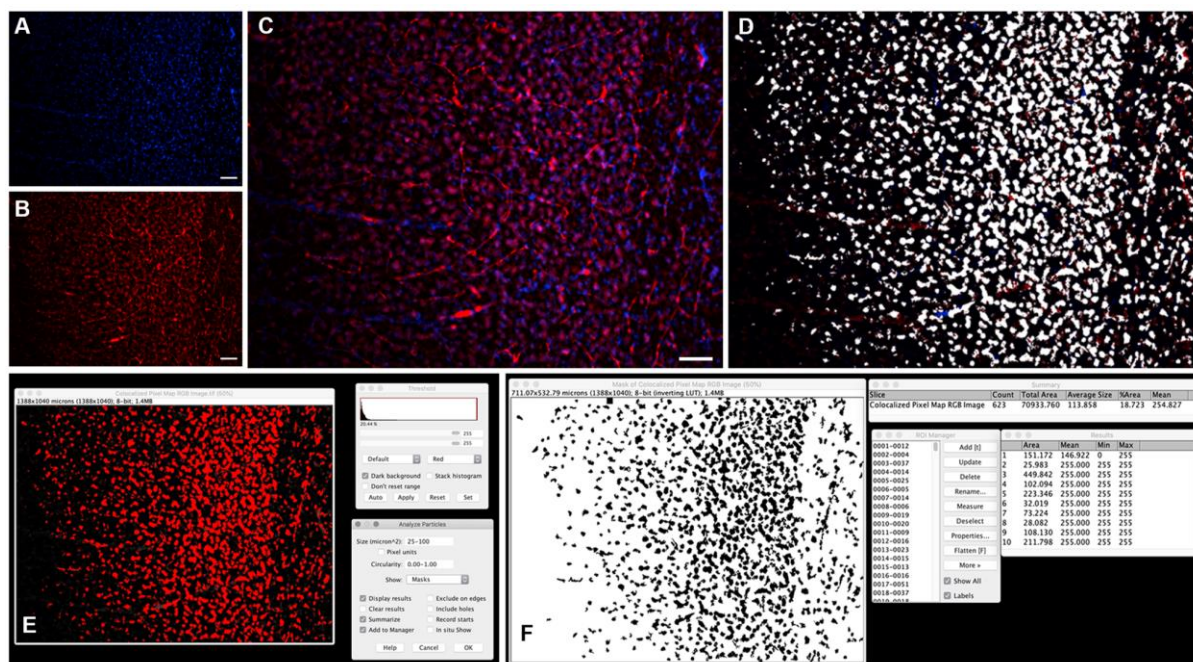 A
B
C
D
Colocalized Pixel Map RGB Image.tif (50%)
1388x1040 microns (1388x1040); 8-bit; 1.4MB
E
Threshold
20.44 %
255
255
Default
Red
Dark background
Stack histogram
Don't reset range
Auto
Apply
Reset
Set
Analyze Particles
Size (micron^2): 25-100
Pixel units
Circularity: 0.00-1.00
Show: Masks
Display results
Exclude on edges
Clear results
Include holes
Summarize
Record starts
Add to Manager
In situ Show
Help
Cancel
OK
Mask of Colocalized Pixel Map RGB Image (50%)
711.07x532.79 microns (1388x1040); 8-bit (inverting LUT); 1.4MB
F
Summary
Slice Count Total Area Average Size %Area Mean
Colocalized Pixel Map RGB Image 623 70933.760 113.858 18.723 254.827
ROI Manager
0001-0012
0002-0004
0003-0037
0004-0014
0005-0025
0006-0005
0007-0014
0008-0006
0009-0019
0010-0020
0011-0009
0012-0016
0013-0023
0014-0015
0015-0013
0016-0016
0017-0051
0018-0037
Add [t]
Update
Delete
Rename...
Measure
Deselect
Properties...
Flatten [F]
More »
Show All
Labels
Results
Area Mean Min Max
1 151.172 146.922 0 255
2 25.983 255.000 255 255
3 449.842 255.000 255 255
4 102.094 255.000 255 255
5 223.346 255.000 255 255
6 32.019 255.000 255 255
7 73.224 255.000 255 255
8 28.082 255.000 255 255
9 108.130 255.000 255 255
10 211.798 255.000 255 255